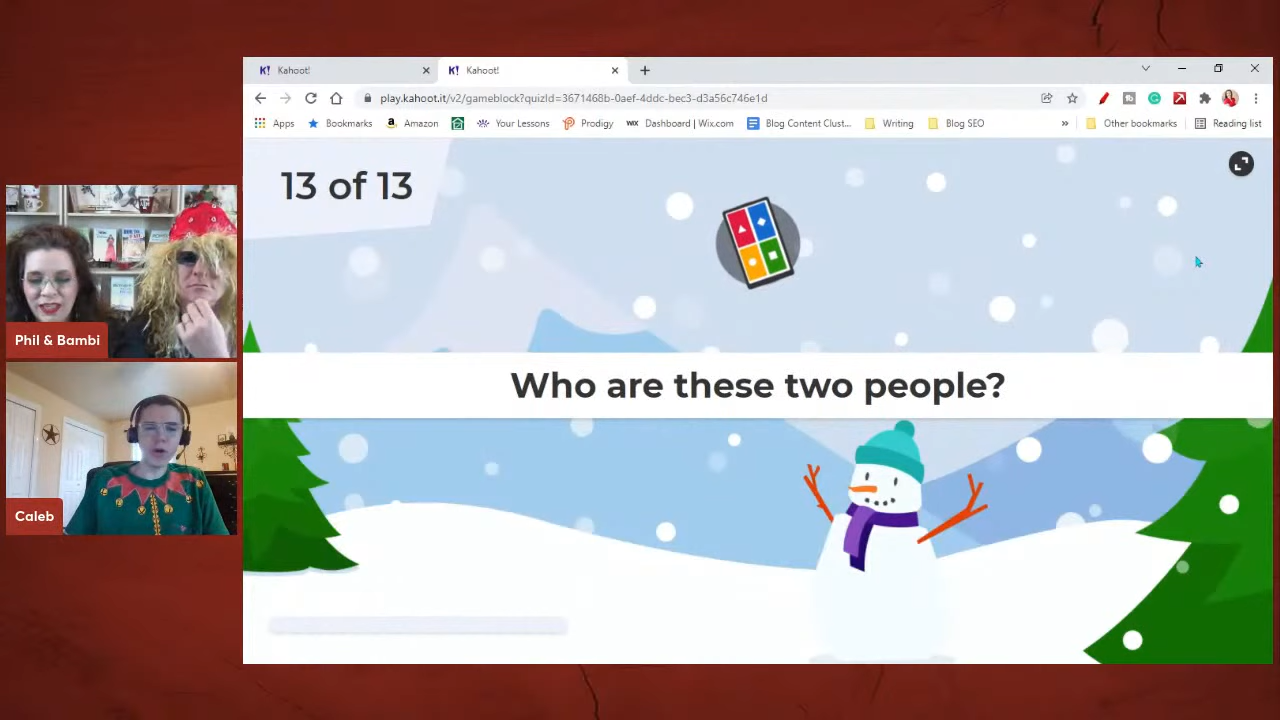 K! Kahoot!
K! Kahoot!
play.kahoot.it/v2/gameblock?quizId=3671468b-0aef-4ddc-bec3-d3a56c746e1d
Apps
Bookmarks
Amazon
Your Lessons
Prodigy
WIX Dashboard | Wix.com
Blog Content Clust...
Writing
Blog SEO
»
Other bookmarks
Reading list
13 of 13
Who are these two people?
Phil & Bambi
Caleb